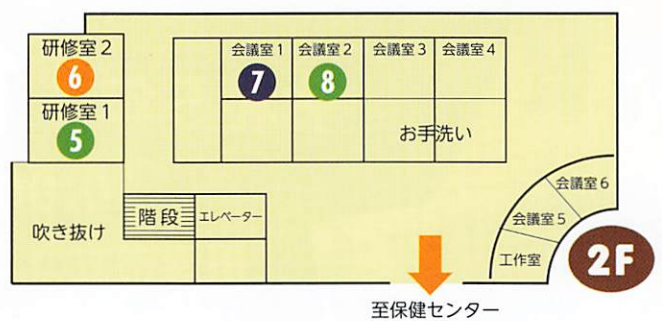 研修室2
6
研修室1
5
会議室1
7
会議室2
8
会議室3
会議室4
お手洗い
吹き抜け
階段
エレベーター
会議室6
会議室5
工作室
2F
至保健センター